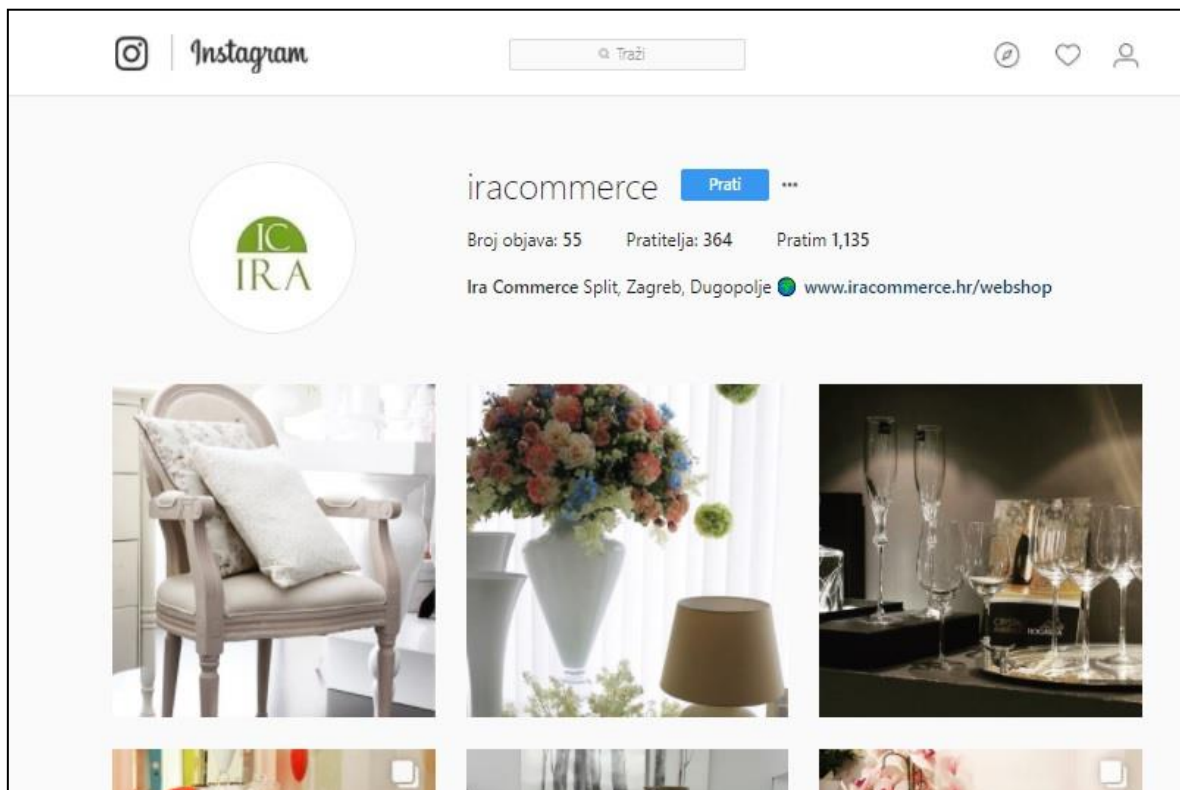 Instagram
Traži
iracommerce Prati
Broj objava: 55 Pratitelja: 364 Pratim 1,135
IC
IRA
Ira Commerce Split, Zagreb, Dugopolje www.iracommerce.hr/webshop